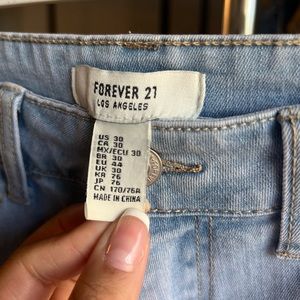 FOREVER 21
LOS ANGELES
US 30
CA 30
MX/ECU 30
BR 30
EU 44
UK 30
KA 76
JP 76
CN 170/76A
MADE IN CHINA